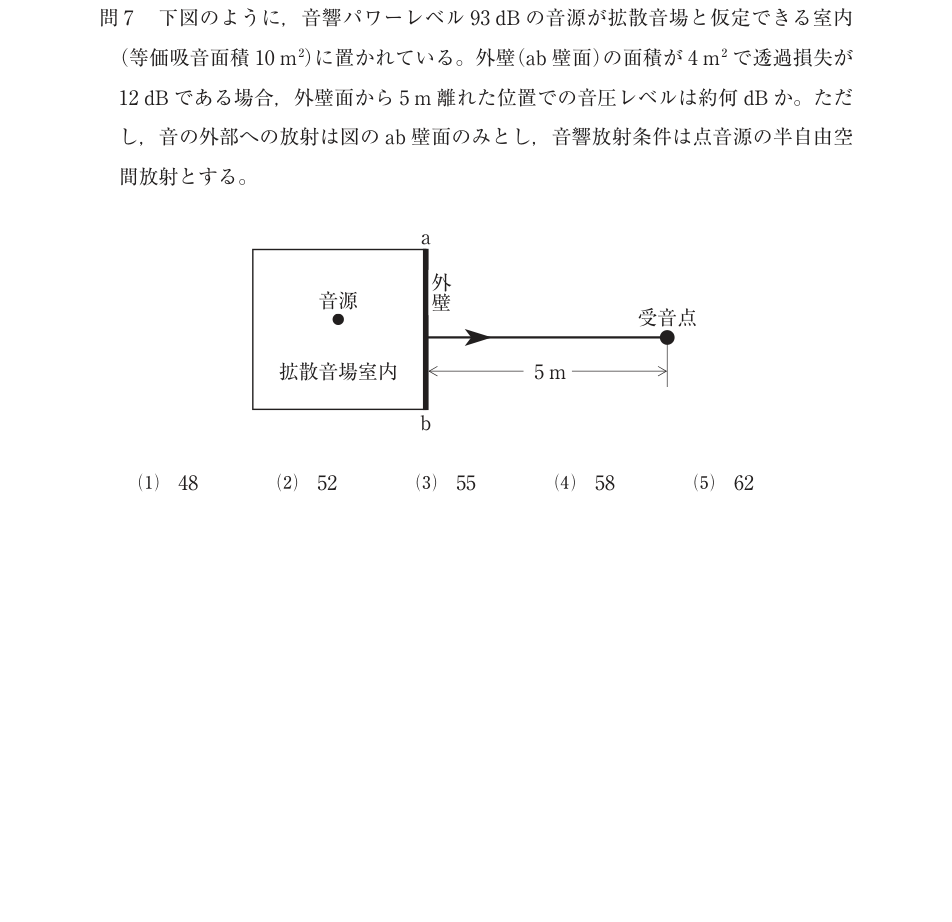 問7　下図のように，音響パワーレベル 93 dB の音源が拡散音場と仮定できる室内
(等価吸音面積 10 m²)に置かれている。外壁(ab 壁面)の面積が 4 m² で透過損失が
12 dB である場合，外壁面から 5 m 離れた位置での音圧レベルは約何 dB か。ただ
し，音の外部への放射は図の ab 壁面のみとし，音響放射条件は点音源の半自由空
間放射とする。
a
外壁
音源
受音点
拡散音場室内
5 m
b
(1)　48　(2)　52　(3)　55　(4)　58　(5)　62